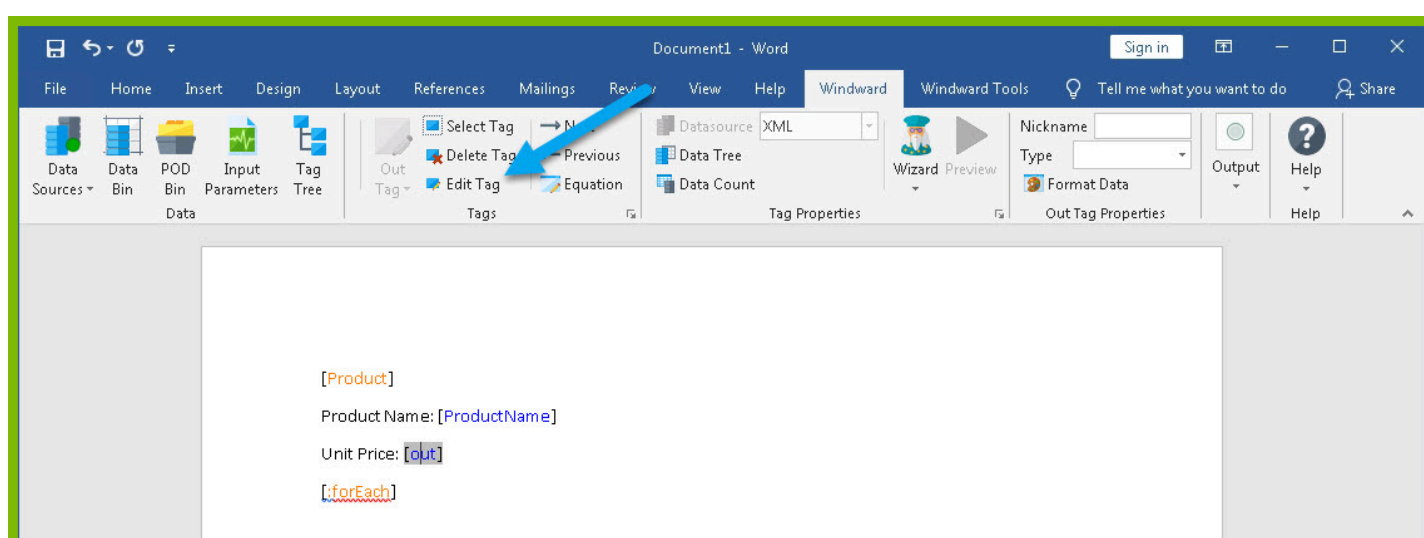 Document1 - Word
Sign in
File Home Insert Design Layout References Mailings Review View Help Windward Windward Tools Tell me what you want to do Share
Select Tag
Datasource XML
Nickname
Delete Tag Previous
Data Tree
Type
Edit Tag Equation
Data Count
Format Data
Data Sources
Data Bin
POD Bin
Input Parameters
Tag Tree
Out Tag
Wizard Preview
Output
Help
Data Tags Tag Properties Out Tag Properties Help
[Product]
Product Name: [ProductName]
Unit Price: [out]
[:forEach]